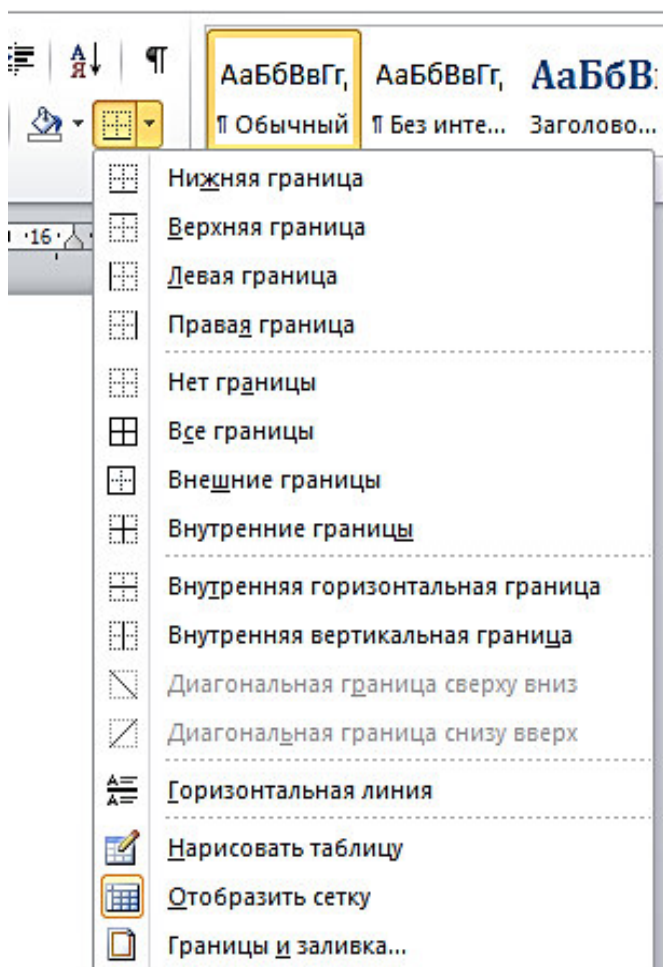 АаБбВвГг, АаБбВвГг, АаБбВ
¶ Обычный ¶ Без инте... Заголово...
Нижняя граница
16
Верхняя граница
Левая граница
Правая граница
Нет границы
Все границы
Внешние границы
Внутренние границы
Внутренняя горизонтальная граница
Внутренняя вертикальная граница
Диагональная граница сверху вниз
Диагональная граница снизу вверх
Горизонтальная линия
Нарисовать таблицу
Отобразить сетку
Границы и заливка...